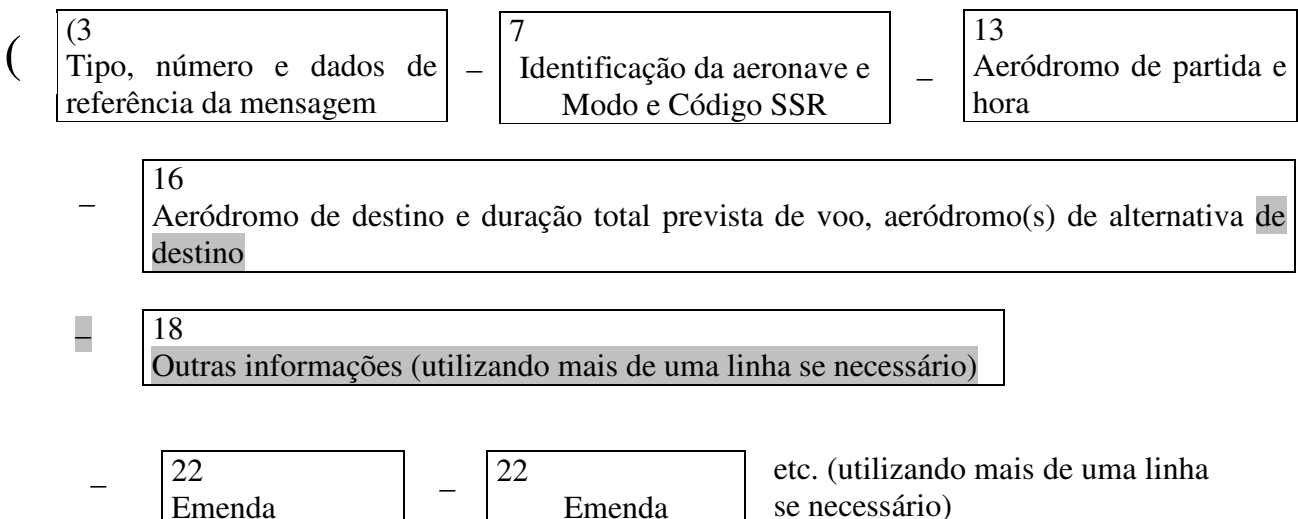 ( (3 – 7 – 13
Tipo, número e dados de referência da mensagem
Identificação da aeronave e Modo e Código SSR
Aeródromo de partida e hora
– 16
Aeródromo de destino e duração total prevista de voo, aeródromo(s) de alternativa de
destino
– 18
Outras informações (utilizando mais de uma linha se necessário)
– 22
Emenda
– 22
Emenda
etc. (utilizando mais de uma linha
se necessário)